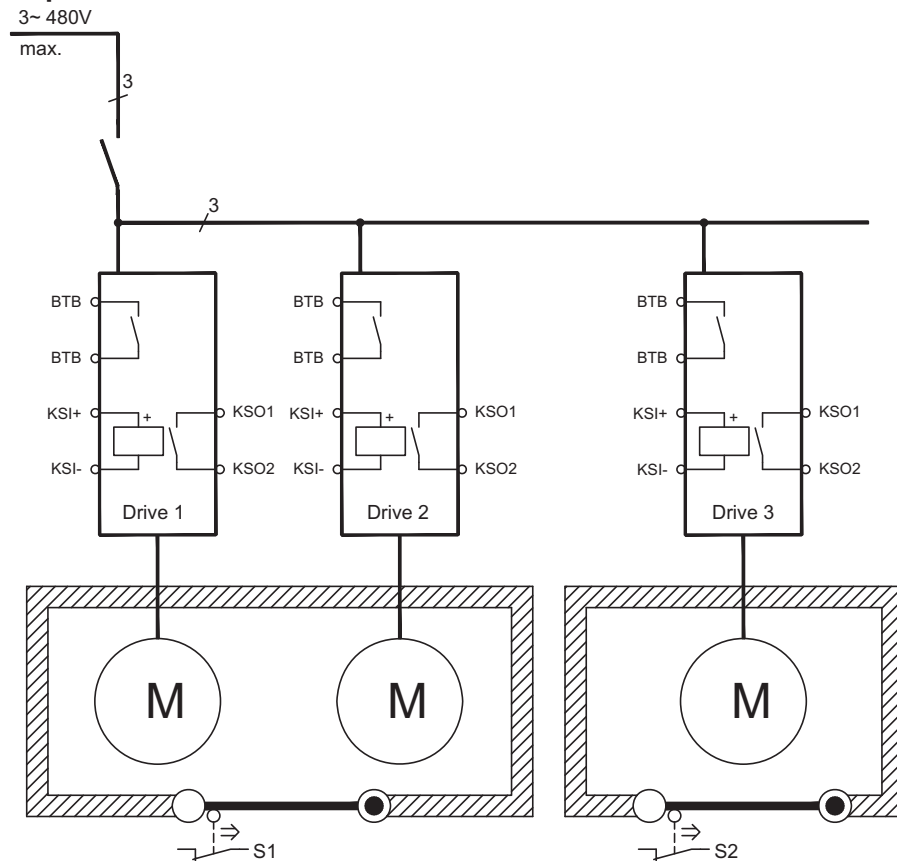 3~ 480V
max.
3
3
BTB
BTB
KSI+
KSI-
+
KSO1
KSO2
Drive 1
BTB
BTB
KSI+
KSI-
+
KSO1
KSO2
Drive 2
BTB
BTB
KSI+
KSI-
+
KSO1
KSO2
Drive 3
M
M
M
S1
S2